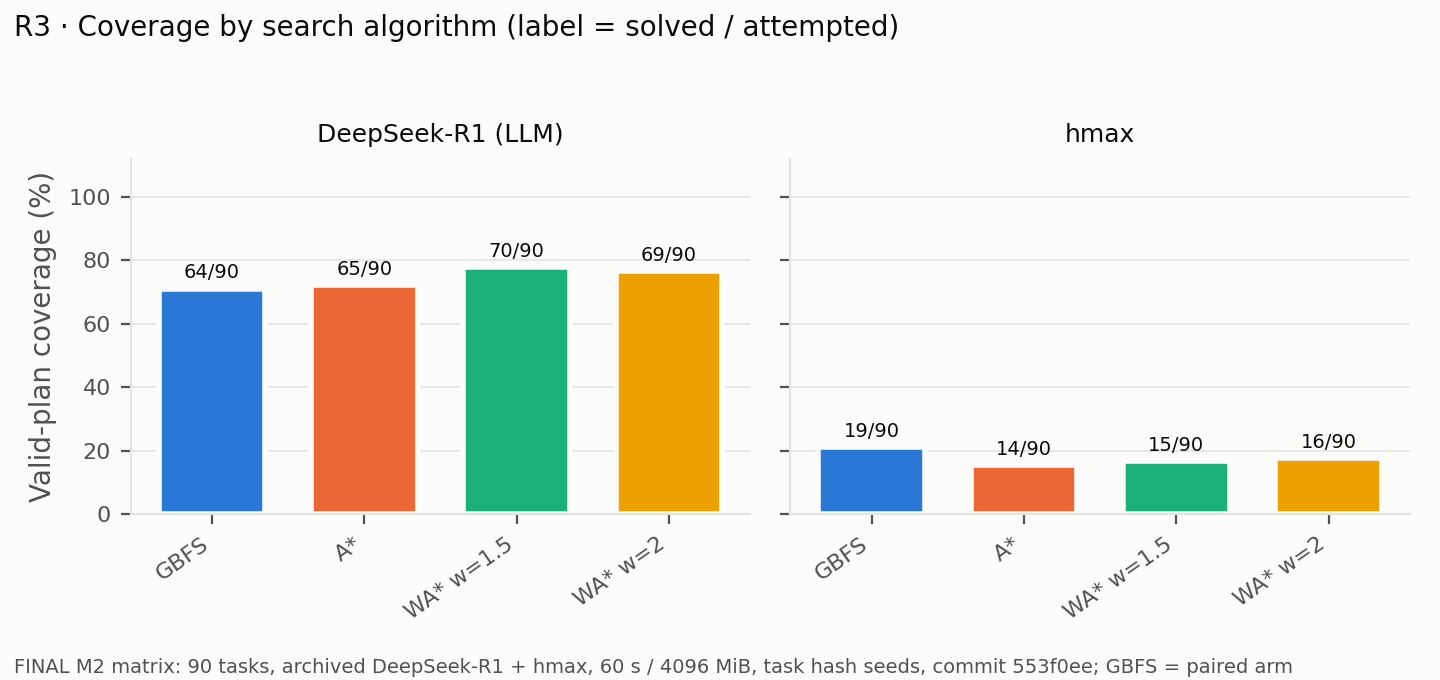 R3 · Coverage by search algorithm (label = solved / attempted)
DeepSeek-R1 (LLM)
hmax
Valid-plan coverage (%)
100
80
60
40
20
0
64/90
65/90
70/90
69/90
19/90
14/90
15/90
16/90
GBFS
A*
WA* w=1.5
WA* w=2
GBFS
A*
WA* w=1.5
WA* w=2
FINAL M2 matrix: 90 tasks, archived DeepSeek-R1 + hmax, 60 s / 4096 MiB, task hash seeds, commit 553f0ee; GBFS = paired arm